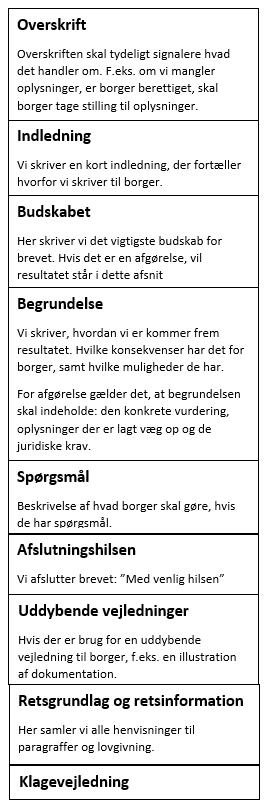 Overskrift
Overskriften skal tydeligt signalere hvad
det handler om. F.eks. om vi mangler
oplysninger, er borger berettiget, skal
borger tage stilling til oplysninger.
Indledning
Vi skriver en kort indledning, der fortæller
hvorfor vi skriver til borger.
Budskabet
Her skriver vi det vigtigste budskab for
brevet. Hvis det er en afgørelse, vil
resultatet står i dette afsnit
Begrundelse
Vi skriver, hvordan vi er kommer frem
resultatet. Hvilke konsekvenser har det for
borger, samt hvilke muligheder de har.
For afgørelse gælder det, at begrundelsen
skal indeholde: den konkrete vurdering,
oplysninger der er lagt væg op og de
juridiske krav.
Spørgsmål
Beskrivelse af hvad borger skal gøre, hvis
de har spørgsmål.
Afslutningshilsen
Vi afslutter brevet: ”Med venlig hilsen”
Uddybende vejledninger
Hvis der er brug for en uddybende
vejledning til borger, f.eks. en illustration
af dokumentation.
Retsgrundlag og retsinformation
Her samler vi alle henvisninger til
paragraffer og lovgivning.
Klagevejledning